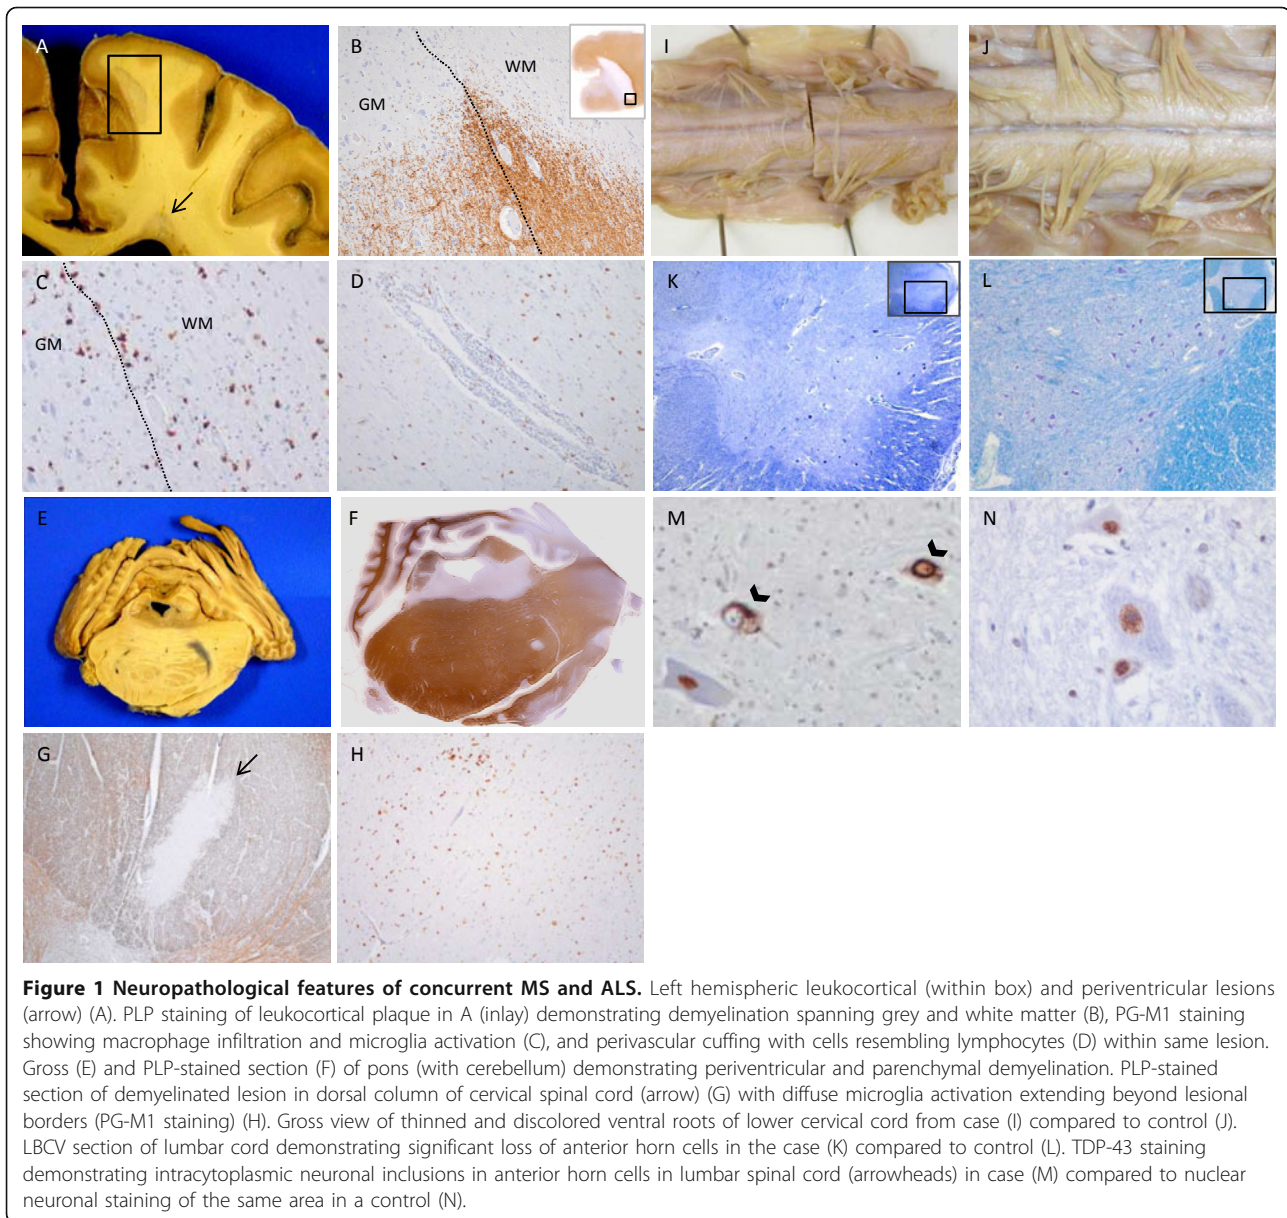 A
B
WM
GM
I
J
C
WM
GM
D
K
L
E
F
M
N
G
H
Figure 1 Neuropathological features of concurrent MS and ALS. Left hemispheric leukocortical (within box) and periventricular lesions
(arrow) (A). PLP staining of leukocortical plaque in A (inlay) demonstrating demyelination spanning grey and white matter (B), PG-M1 staining
showing macrophage infiltration and microglia activation (C), and perivascular cuffing with cells resembling lymphocytes (D) within same lesion.
Gross (E) and PLP-stained section (F) of pons (with cerebellum) demonstrating periventricular and parenchymal demyelination. PLP-stained
section of demyelinated lesion in dorsal column of cervical spinal cord (arrow) (G) with diffuse microglia activation extending beyond lesional
borders (PG-M1 staining) (H). Gross view of thinned and discolored ventral roots of lower cervical cord from case (I) compared to control (J).
LBCV section of lumbar cord demonstrating significant loss of anterior horn cells in the case (K) compared to control (L). TDP-43 staining
demonstrating intracytoplasmic neuronal inclusions in anterior horn cells in lumbar spinal cord (arrowheads) in case (M) compared to nuclear
neuronal staining of the same area in a control (N).